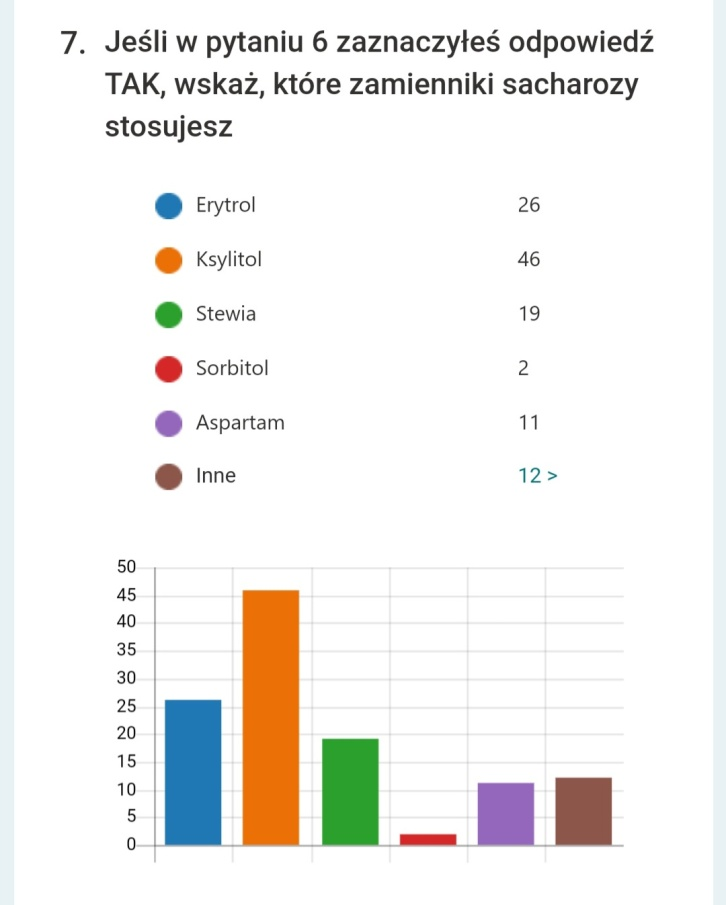 7. Jeśli w pytaniu 6 zaznaczyłeś odpowiedź
TAK, wskaż, które zamienniki sacharozy
stosujesz
Erytrol 26
Ksylitol 46
Stewia 19
Sorbitol 2
Aspartam 11
Inne 12 >
50
45
40
35
30
25
20
15
10
5
0